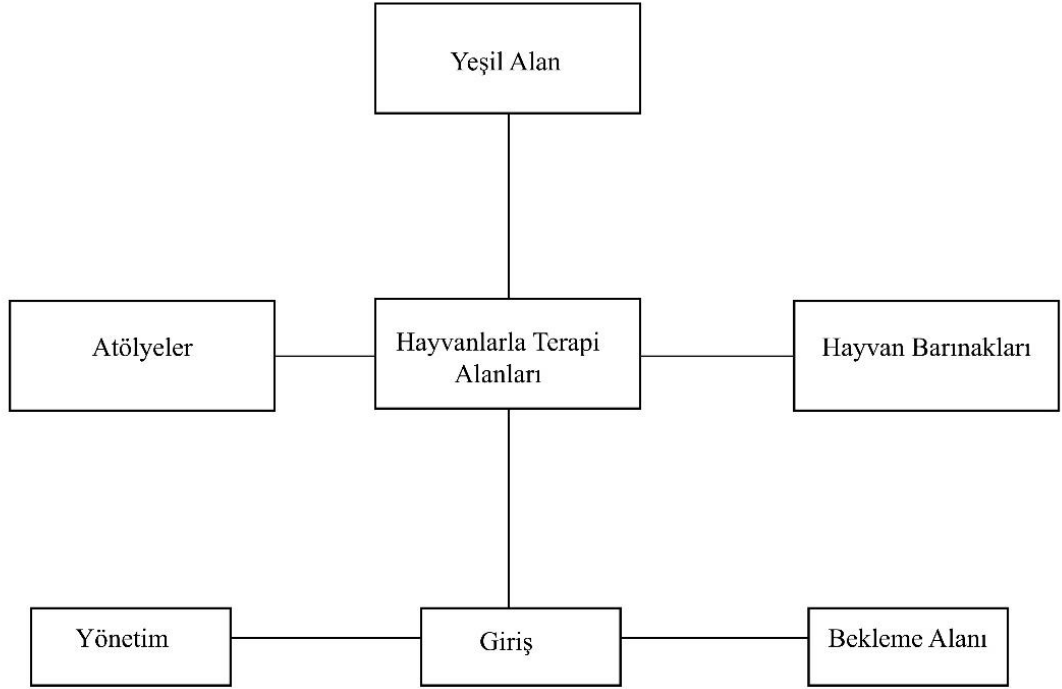 Yeşil Alan
Atölyeler
Hayvanlarla Terapi
Alanları
Hayvan Barınakları
Yönetim
Giriş
Bekleme Alanı